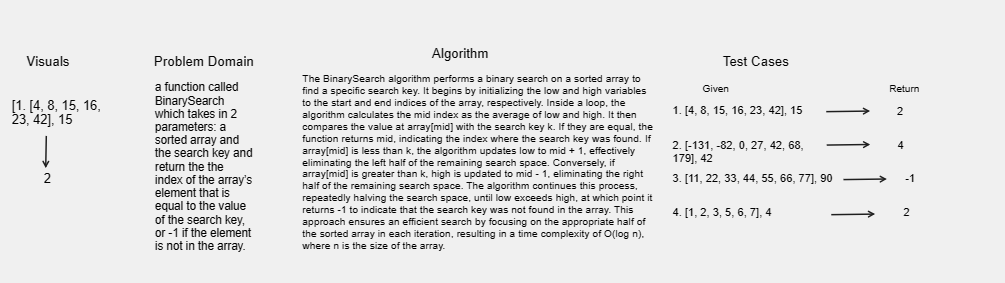 Visuals
[1. [4, 8, 15, 16,
23, 42], 15
2
Problem Domain
a function called
BinarySearch
which takes in 2
parameters: a
sorted array and
the search key and
return the the
index of the array's
element that is
equal to the value
of the search key,
or -1 if the element
is not in the array.
Algorithm
The BinarySearch algorithm performs a binary search on a sorted array to
find a specific search key. It begins by initializing the low and high variables
to the start and end indices of the array, respectively. Inside a loop, the
algorithm calculates the mid index as the average of low and high. It then
compares the value at array[mid] with the search key k. If they are equal, the
function returns mid, indicating the index where the search key was found. If
array[mid] is less than k, the algorithm updates low to mid + 1, effectively
eliminating the left half of the remaining search space. Conversely, if
array[mid] is greater than k, high is updated to mid - 1, eliminating the right
half of the remaining search space. The algorithm continues this process,
repeatedly halving the search space, until low exceeds high, at which point it
returns -1 to indicate that the search key was not found in the array. This
approach ensures an efficient search by focusing on the appropriate half of
the sorted array in each iteration, resulting in a time complexity of O(log n),
where n is the size of the array.
Test Cases
Given Return
1. [4, 8, 15, 16, 23, 42], 15 2
2. [-131, -82, 0, 27, 42, 68, 4
179], 42
3. [11, 22, 33, 44, 55, 66, 77], 90 -1
4. [1, 2, 3, 5, 6, 7], 4 2